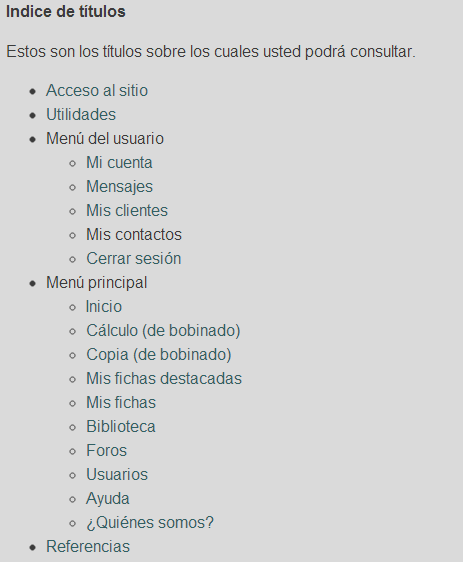 Indice de títulos
Estos son los títulos sobre los cuales usted podrá consultar.
Acceso al sitio
Utilidades
Menú del usuario
Mi cuenta
Mensajes
Mis clientes
Mis contactos
Cerrar sesión
Menú principal
Inicio
Cálculo (de bobinado)
Copia (de bobinado)
Mis fichas destacadas
Mis fichas
Biblioteca
Foros
Usuarios
Ayuda
¿Quiénes somos?
Referencias